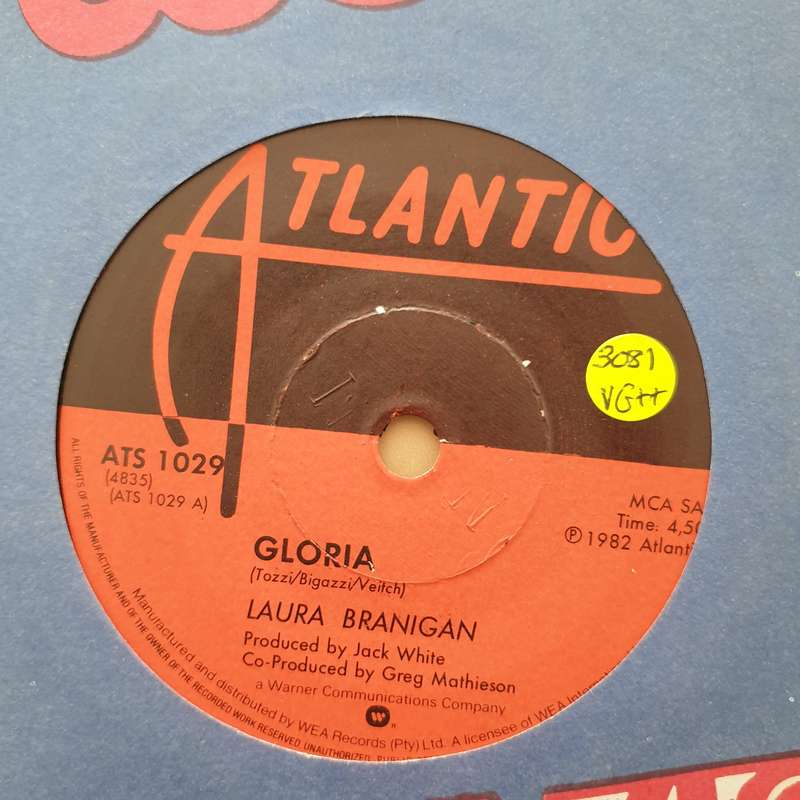 ATLANTIC
3081
VG++
ATS 1029
(4835)
(ATS 1029 A)
MCA SA
Time: 4,50
℗ 1982 Atlanti
GLORIA
(Tozzi/Bigazzi/Veitch)
LAURA BRANIGAN
Produced by Jack White
Co-Produced by Greg Mathieson
a Warner Communications Company
Manufactured and distributed by WEA Records (Pty) Ltd. A licensee of WEA
ALL RIGHTS OF THE MANUFACTURER AND OF THE OWNER OF THE RECORDED WORK RESERVED UNAUTHORIZED